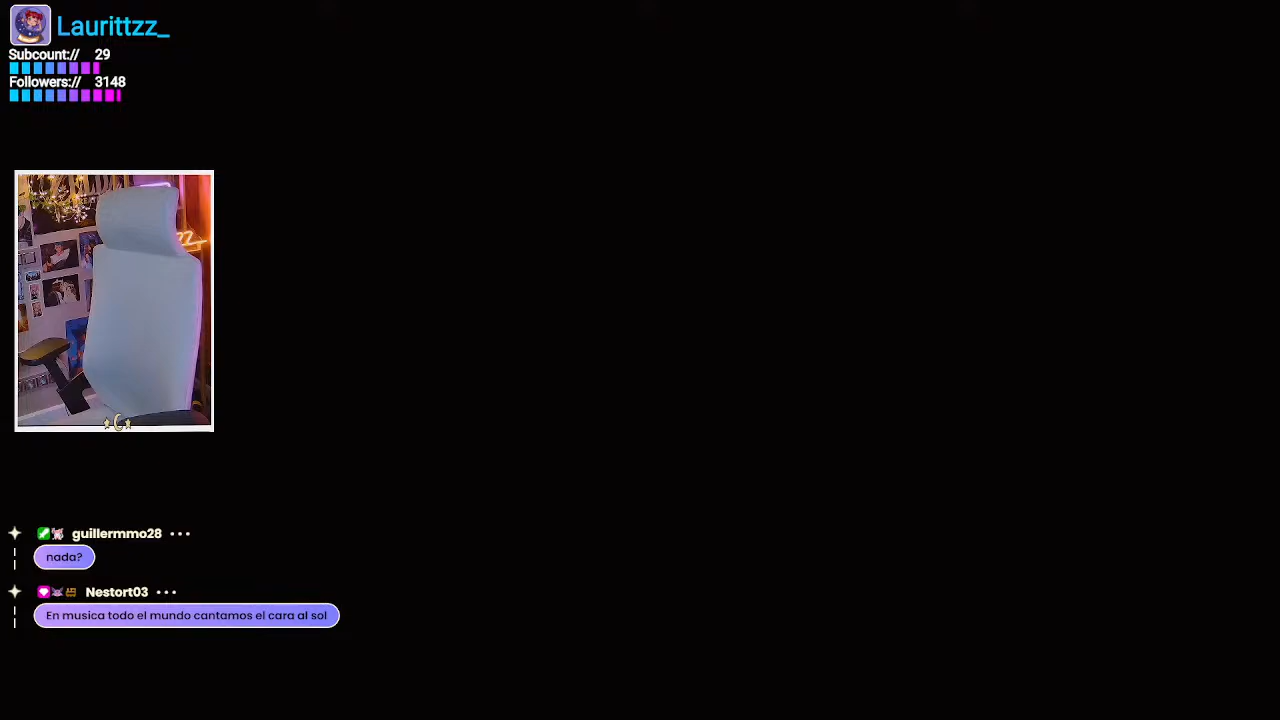 Laurittzz_
Subcount:// 29
Followers:// 3148
guillermmo28
nada?
Nestort03
En musica todo el mundo cantamos el cara al sol